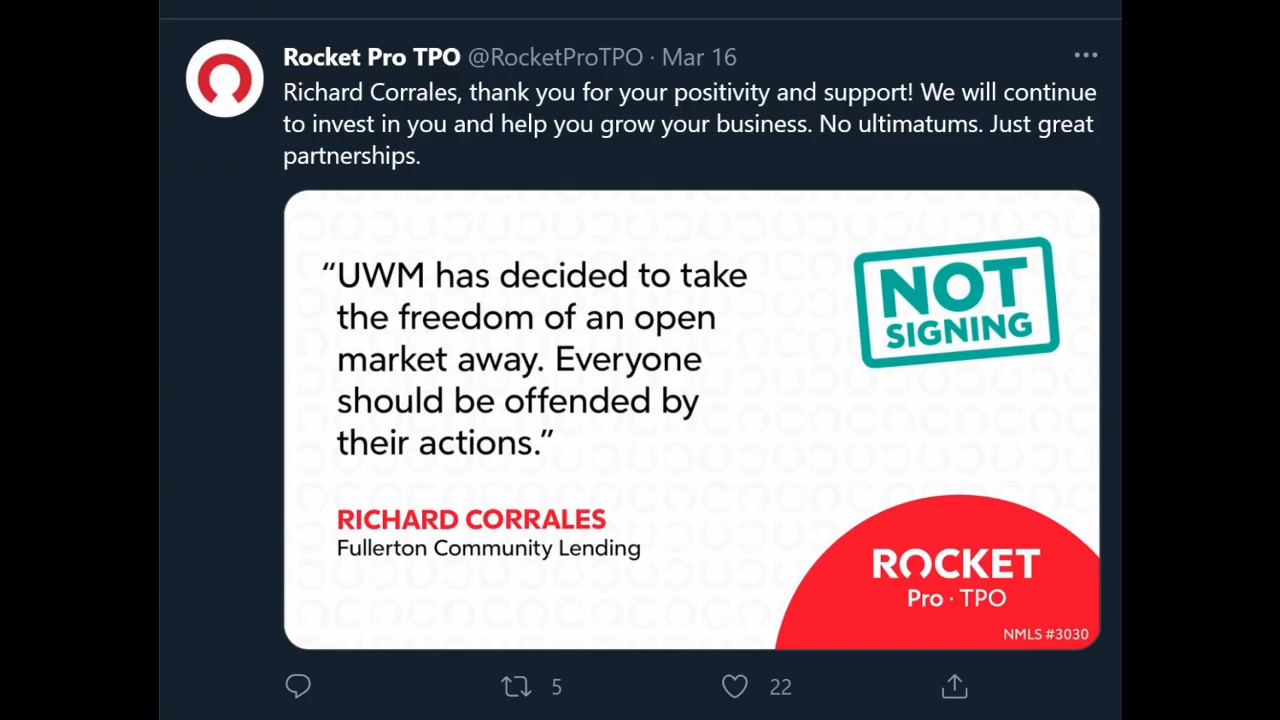 Rocket Pro TPO @RocketProTPO · Mar 16
Richard Corrales, thank you for your positivity and support! We will continue
to invest in you and help you grow your business. No ultimatums. Just great
partnerships.
“UWM has decided to take
the freedom of an open
market away. Everyone
should be offended by
their actions.”
NOT
SIGNING
RICHARD CORRALES
Fullerton Community Lending
ROCKET
Pro · TPO
NMLS #3030
5
22